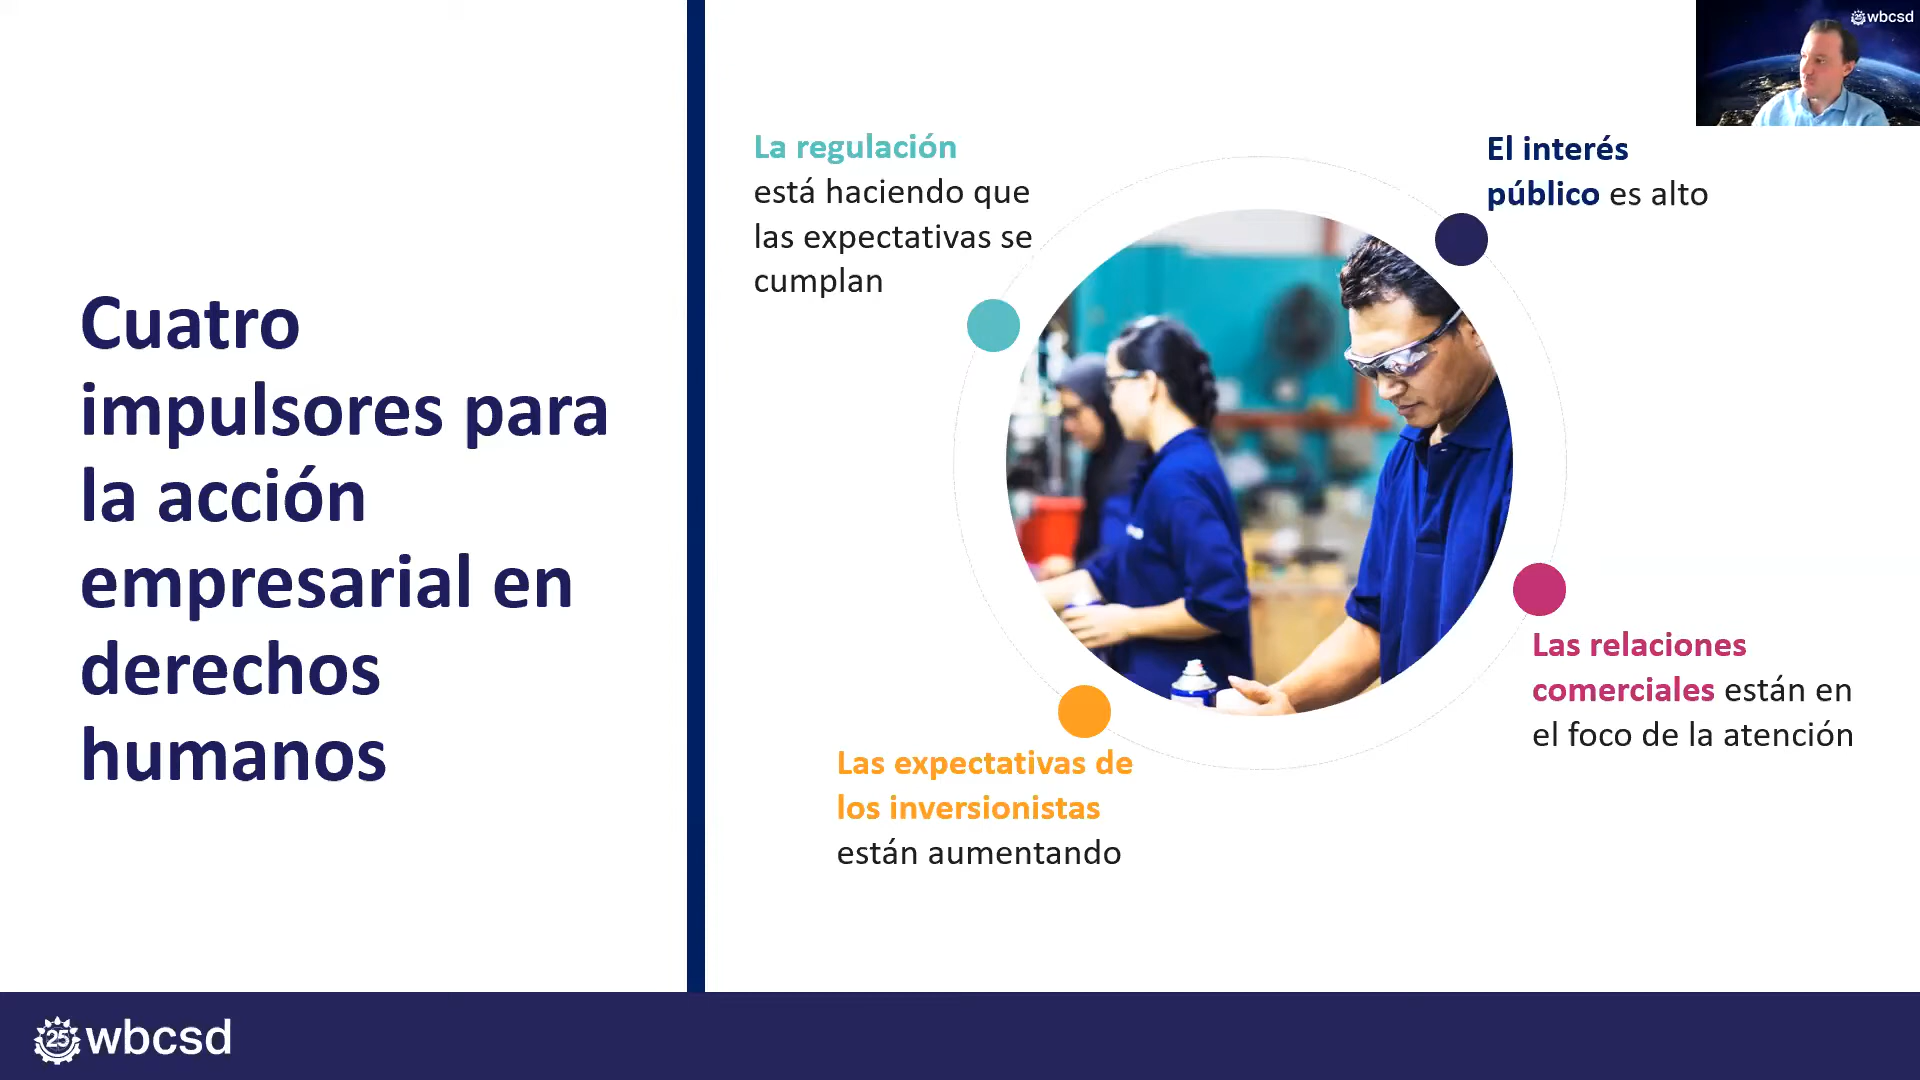 wbcsd
Cuatro
impulsores para
la acción
empresarial en
derechos
humanos
La regulación
está haciendo que
las expectativas se
cumplan
El interés
público es alto
Las relaciones
comerciales están en
el foco de la atención
Las expectativas de
los inversionistas
están aumentando
25 wbcsd